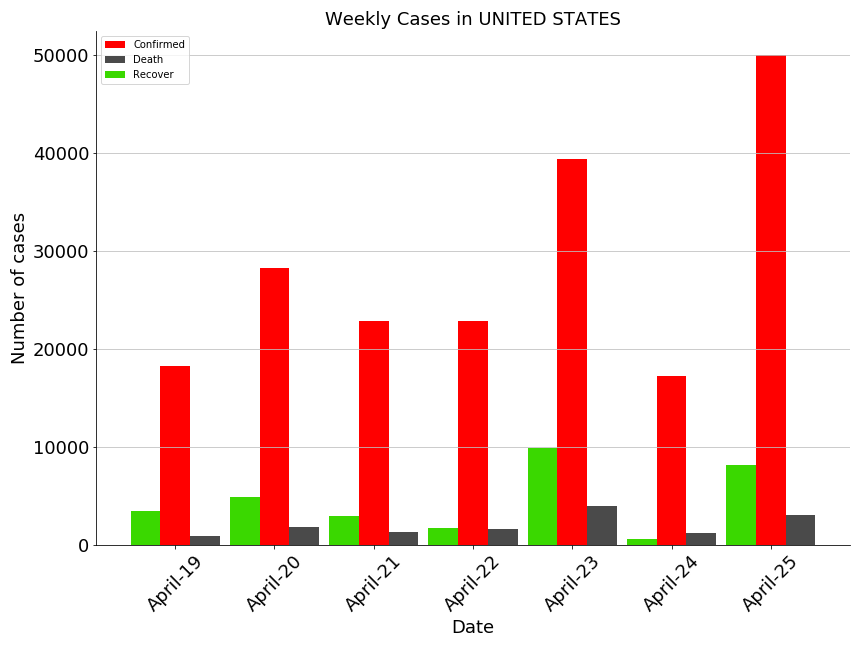 Weekly Cases in UNITED STATES
Confirmed
Death
Recover
Number of cases
50000
40000
30000
20000
10000
0
April-19
April-20
April-21
April-22
April-23
April-24
April-25
Date